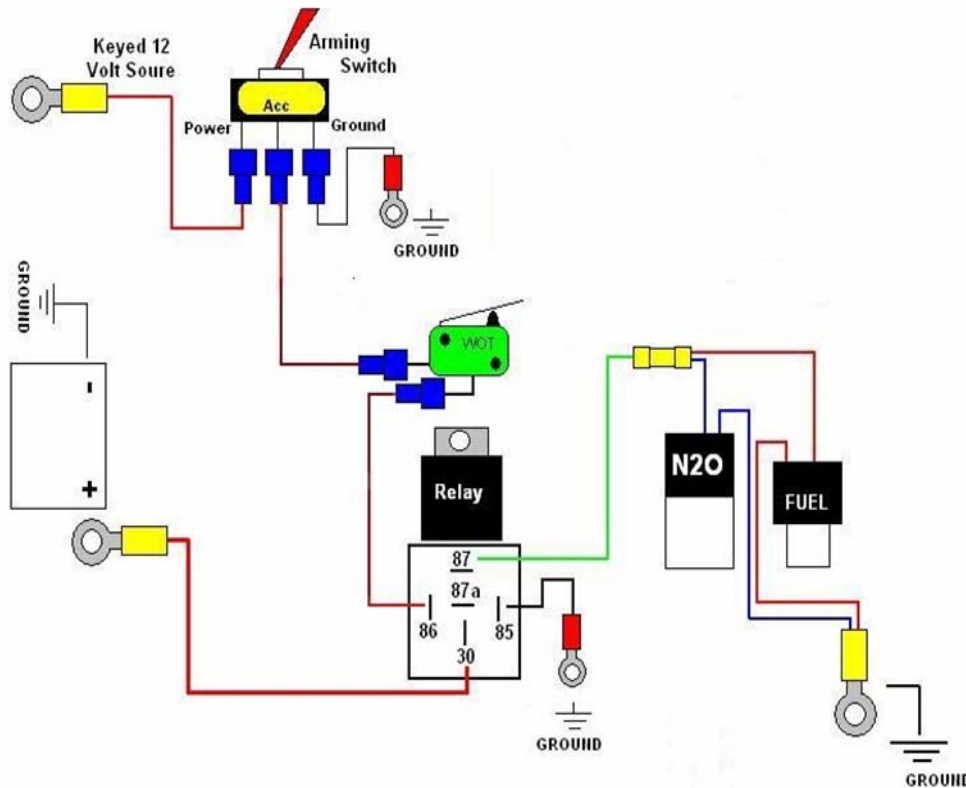 Keyed 12
Volt Soure
Arming
Switch
Acc
Power
Ground
GROUND
GROUND
-
+
WOT
Relay
87
87a
86
85
30
GROUND
N2O
FUEL
GROUND